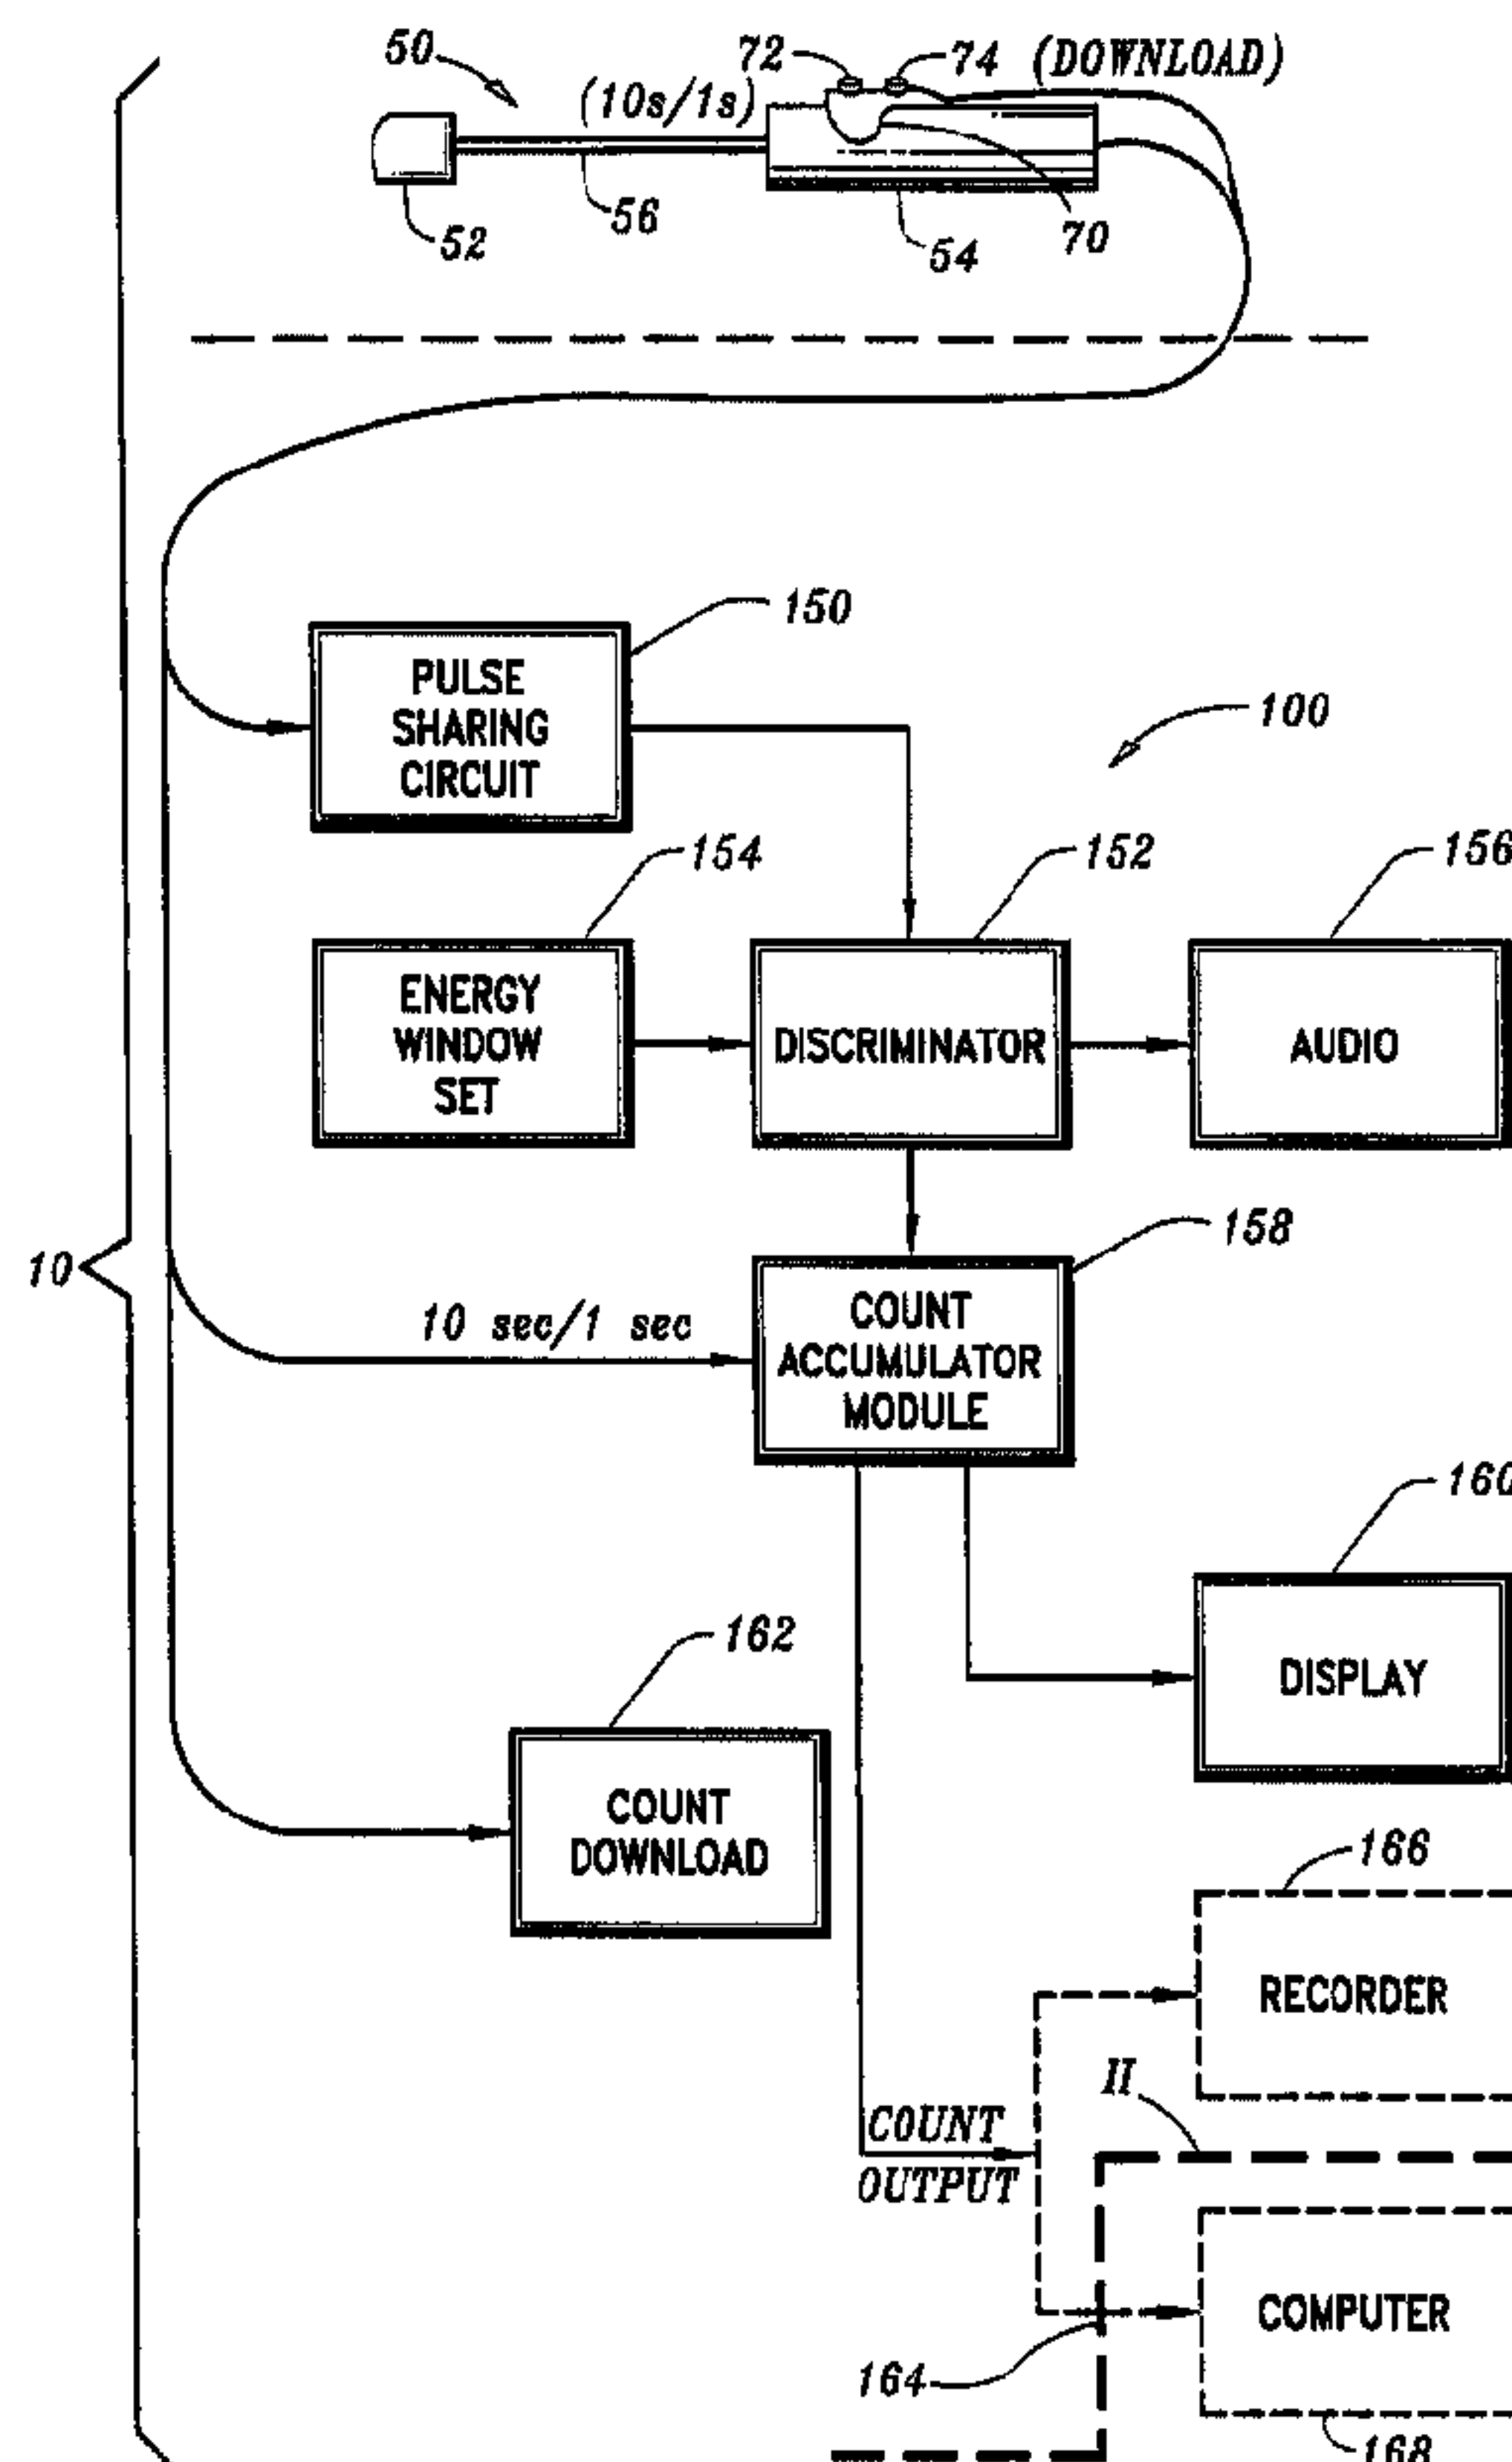 50
72
74 (DOWNLOAD)
(10s/1s)
52
56
54
70
150
PULSE
SHARING
CIRCUIT
100
154
152
156
ENERGY
WINDOW
SET
DISCRIMINATOR
AUDIO
158
10
10 sec/1 sec
COUNT
ACCUMULATOR
MODULE
160
162
DISPLAY
COUNT
DOWNLOAD
166
RECORDER
II
COUNT
OUTPUT
COMPUTER
164
168